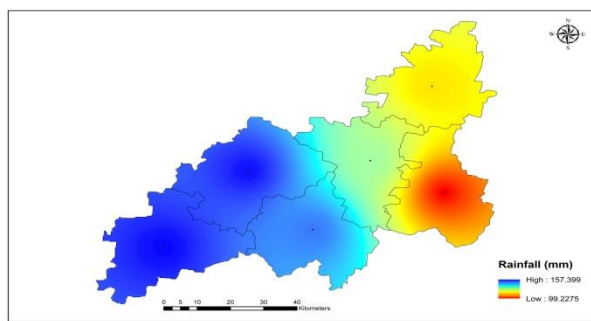 N
W E
S
Rainfall (mm)
High : 157.399
Low : 99.2275
0 5 10 20 30 40
Kilometers